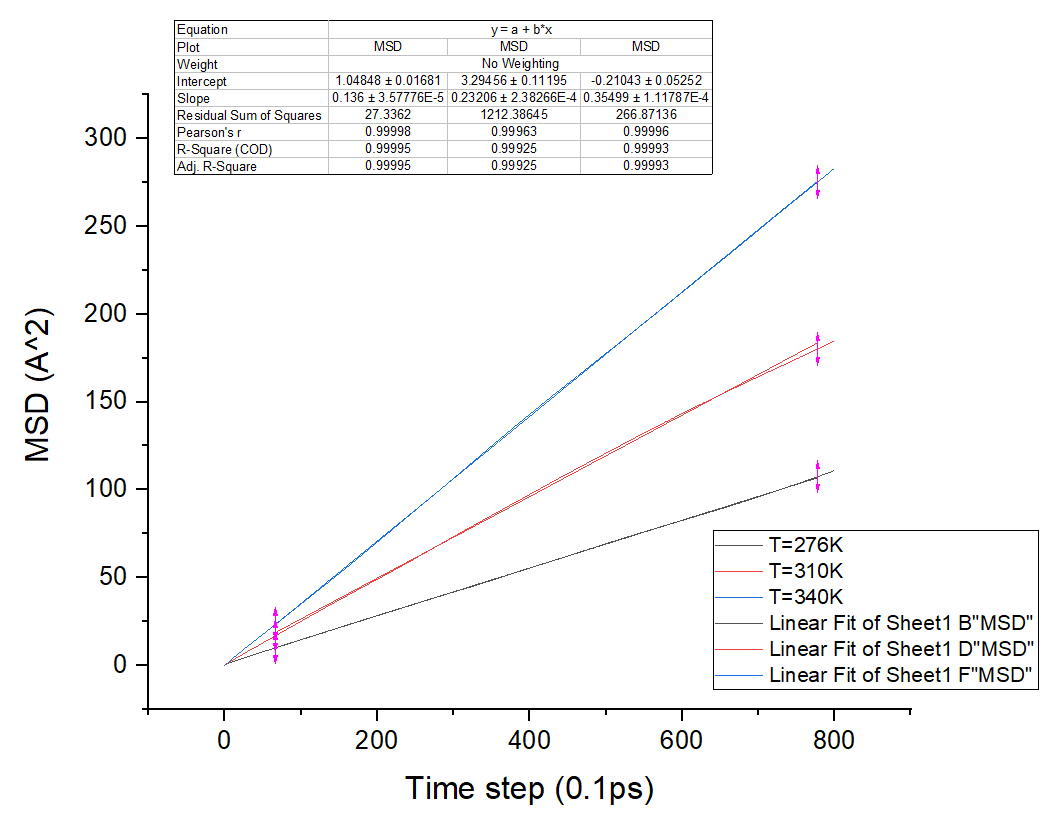 Equation y = a + b*x
Plot MSD MSD MSD
Weight No Weighting
Intercept 1.04848 ± 0.01681 3.29456 ± 0.11195 -0.21043 ± 0.05252
Slope 0.136 ± 3.57776E-5 0.23206 ± 2.38266E-4 0.35499 ± 1.11787E-4
Residual Sum of Squares 27.3362 1212.38645 266.87136
Pearson's r 0.99998 0.99963 0.99996
R-Square (COD) 0.99995 0.99925 0.99993
Adj. R-Square 0.99995 0.99925 0.99993
300
250
200
150
100
50
0
MSD (A^2)
T=276K
T=310K
T=340K
Linear Fit of Sheet1 B"MSD"
Linear Fit of Sheet1 D"MSD"
Linear Fit of Sheet1 F"MSD"
0 200 400 600 800
Time step (0.1ps)